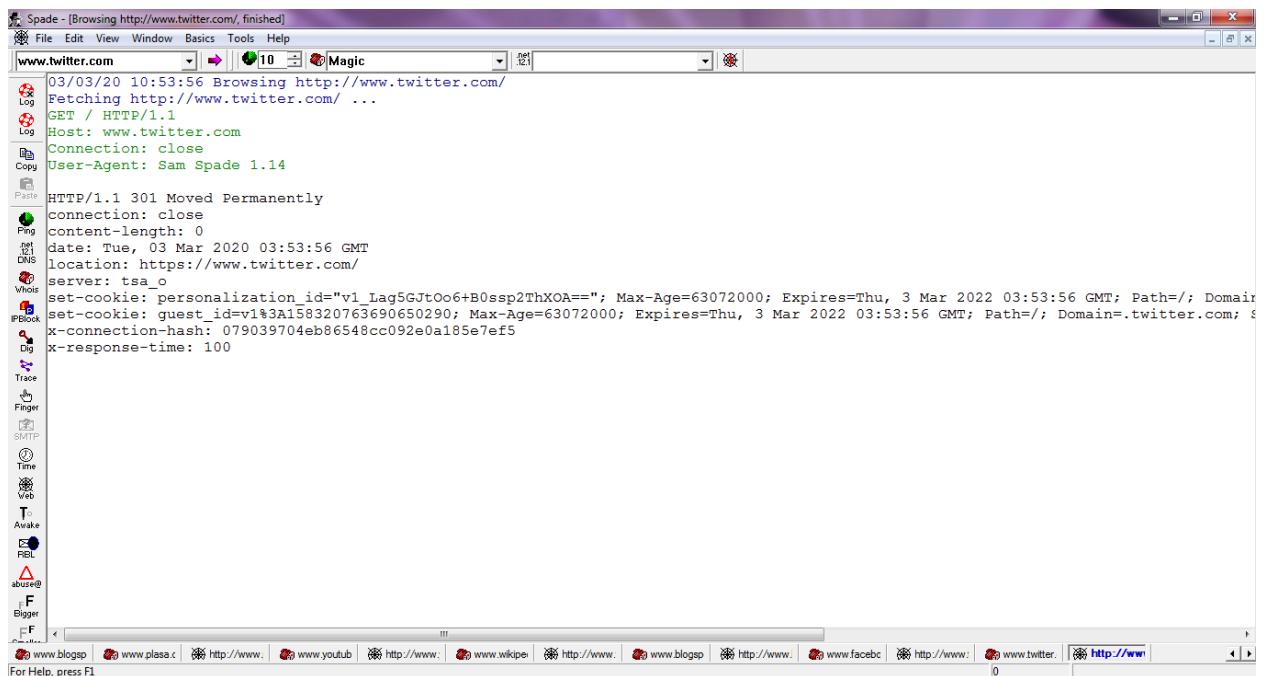 Spade - [Browsing http://www.twitter.com/, finished]
File Edit View Window Basics Tools Help
www.twitter.com 10 Magic .net 12.1
Log
Log
Copy
Paste
Ping
.net 12.1
DNS
Whois
IPBlock
Dig
Trace
Finger
SMTP
Time
Web
Awake
RBL
abuse@
Bigger
03/03/20 10:53:56 Browsing http://www.twitter.com/
Fetching http://www.twitter.com/ ...
GET / HTTP/1.1
Host: www.twitter.com
Connection: close
User-Agent: Sam Spade 1.14
HTTP/1.1 301 Moved Permanently
connection: close
content-length: 0
date: Tue, 03 Mar 2020 03:53:56 GMT
location: https://www.twitter.com/
server: tsa_o
set-cookie: personalization_id="v1_Lag5GJtOo6+B0ssp2ThXOA=="; Max-Age=63072000; Expires=Thu, 3 Mar 2022 03:53:56 GMT; Path=/; Domain
set-cookie: guest_id=v1%3A158320763690650290; Max-Age=63072000; Expires=Thu, 3 Mar 2022 03:53:56 GMT; Path=/; Domain=.twitter.com; S
x-connection-hash: 079039704eb86548cc092e0a185e7ef5
x-response-time: 100
www.blogsp www.plasa.c http://www. www.youtub http://www. www.wikipe http://www. www.blogsp http://www. www.facebc http://www. www.twitter. http://ww
For Help, press F1 0